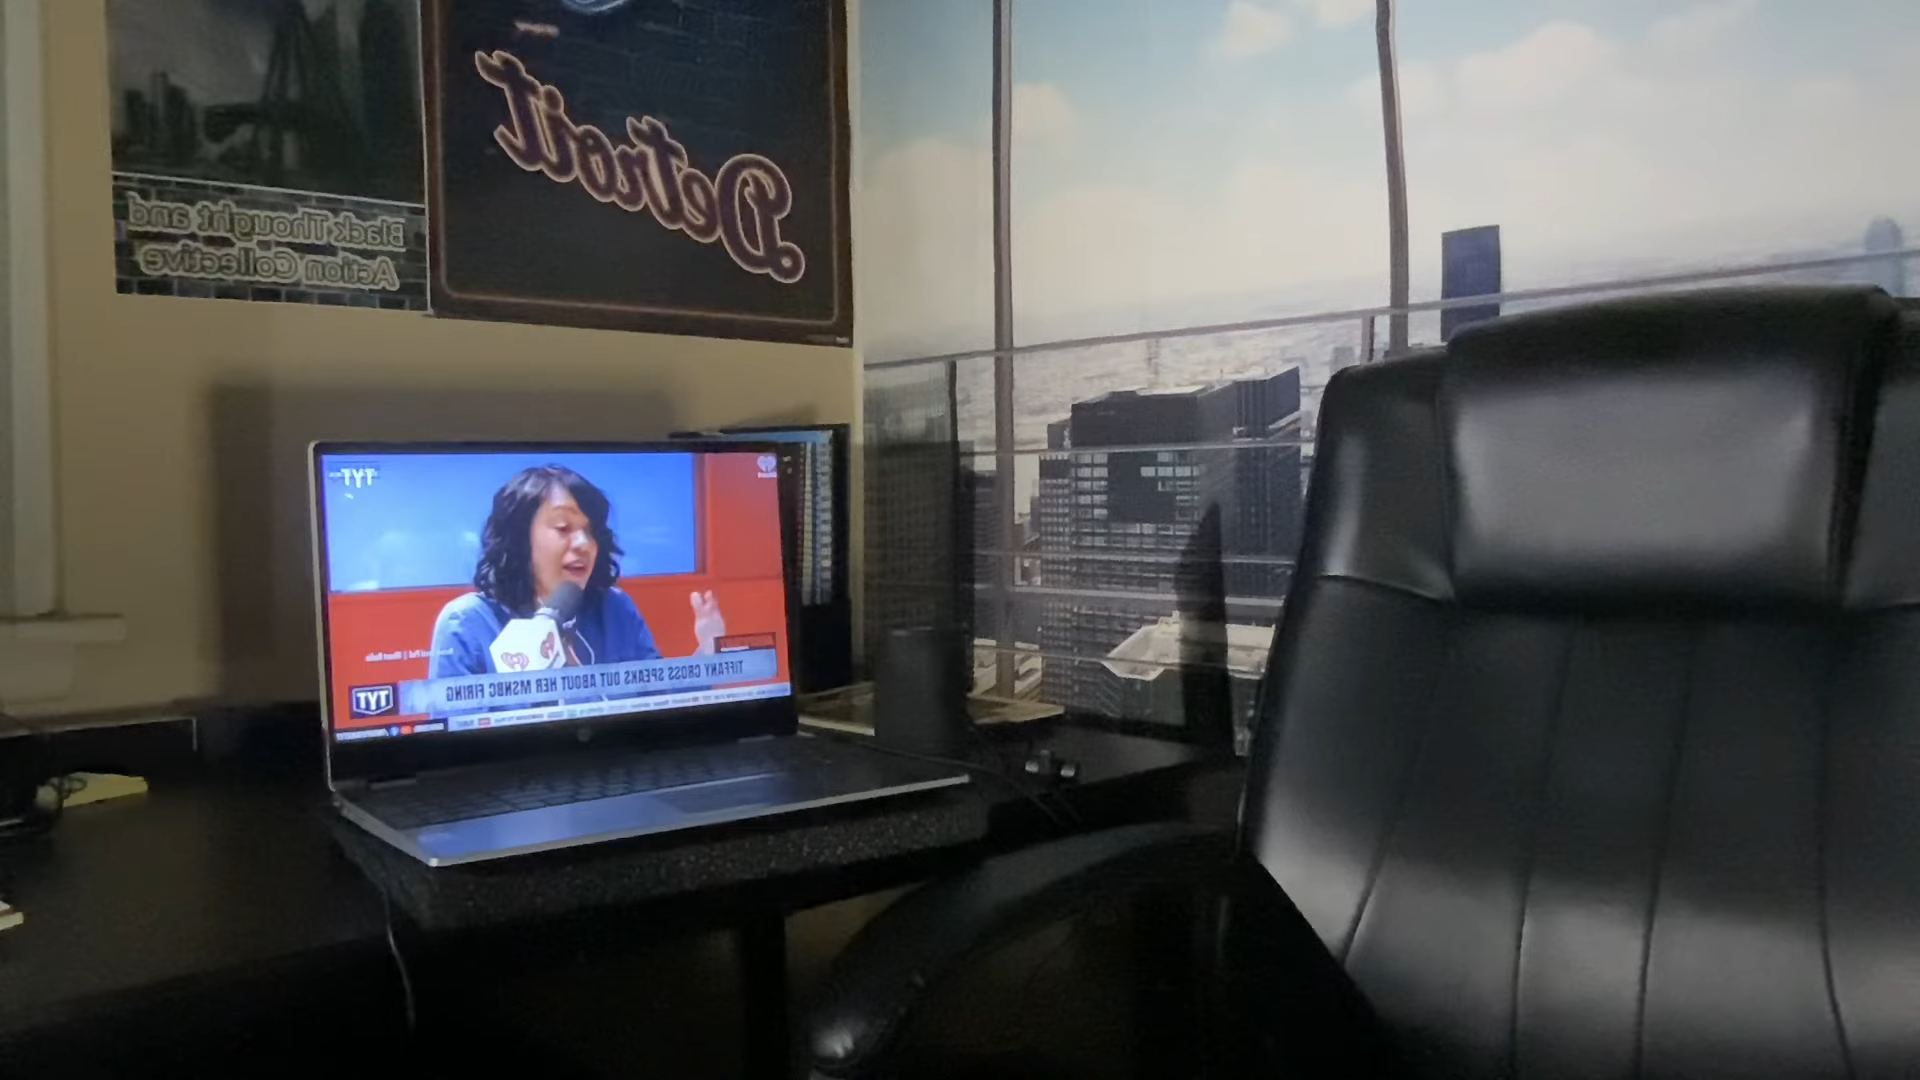 Detroit
Black Thought and
Action Collective
TYT
TIFFANY CROSS SPEAKS OUT ABOUT HER MSNBC FIRING
TYT